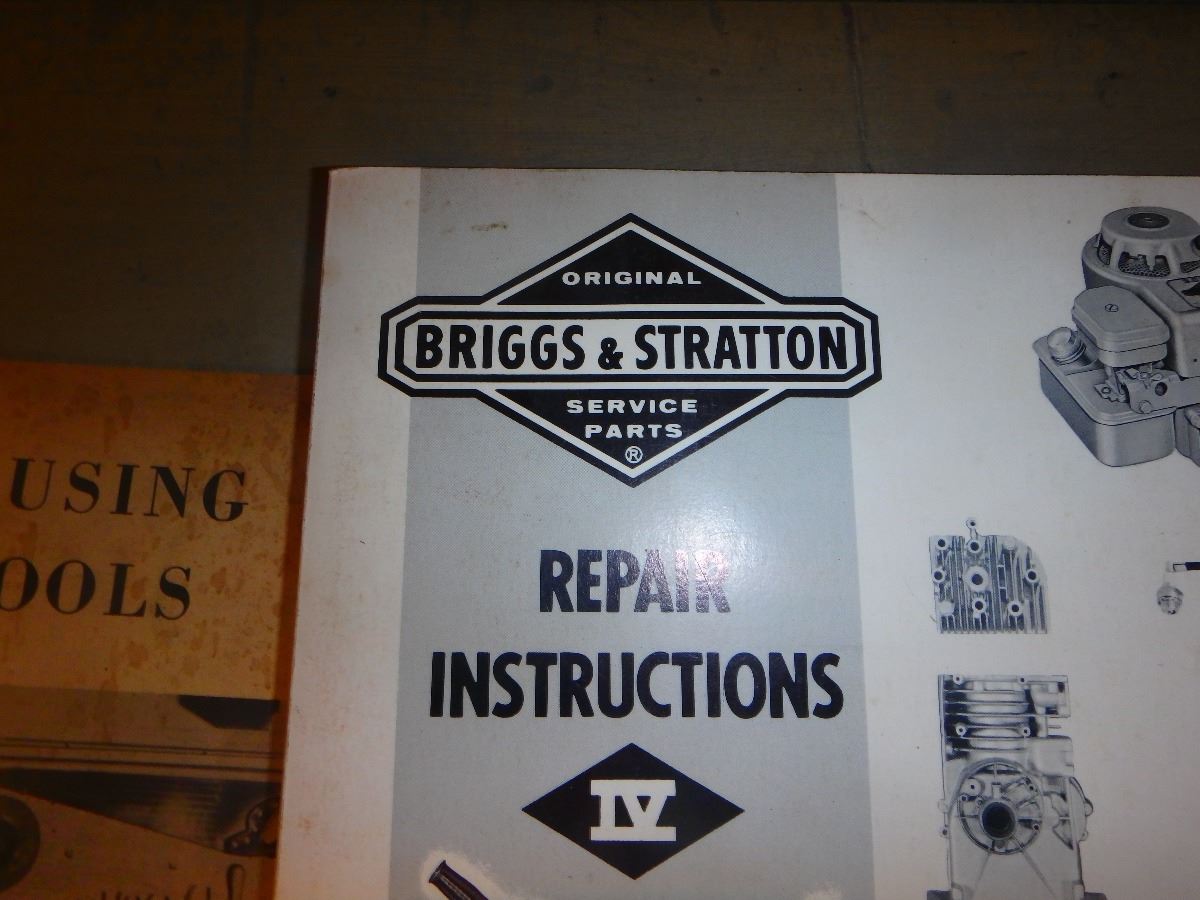 ORIGINAL
BRIGGS & STRATTON
SERVICE
PARTS
®
REPAIR
INSTRUCTIONS
IV
USING
OOLS